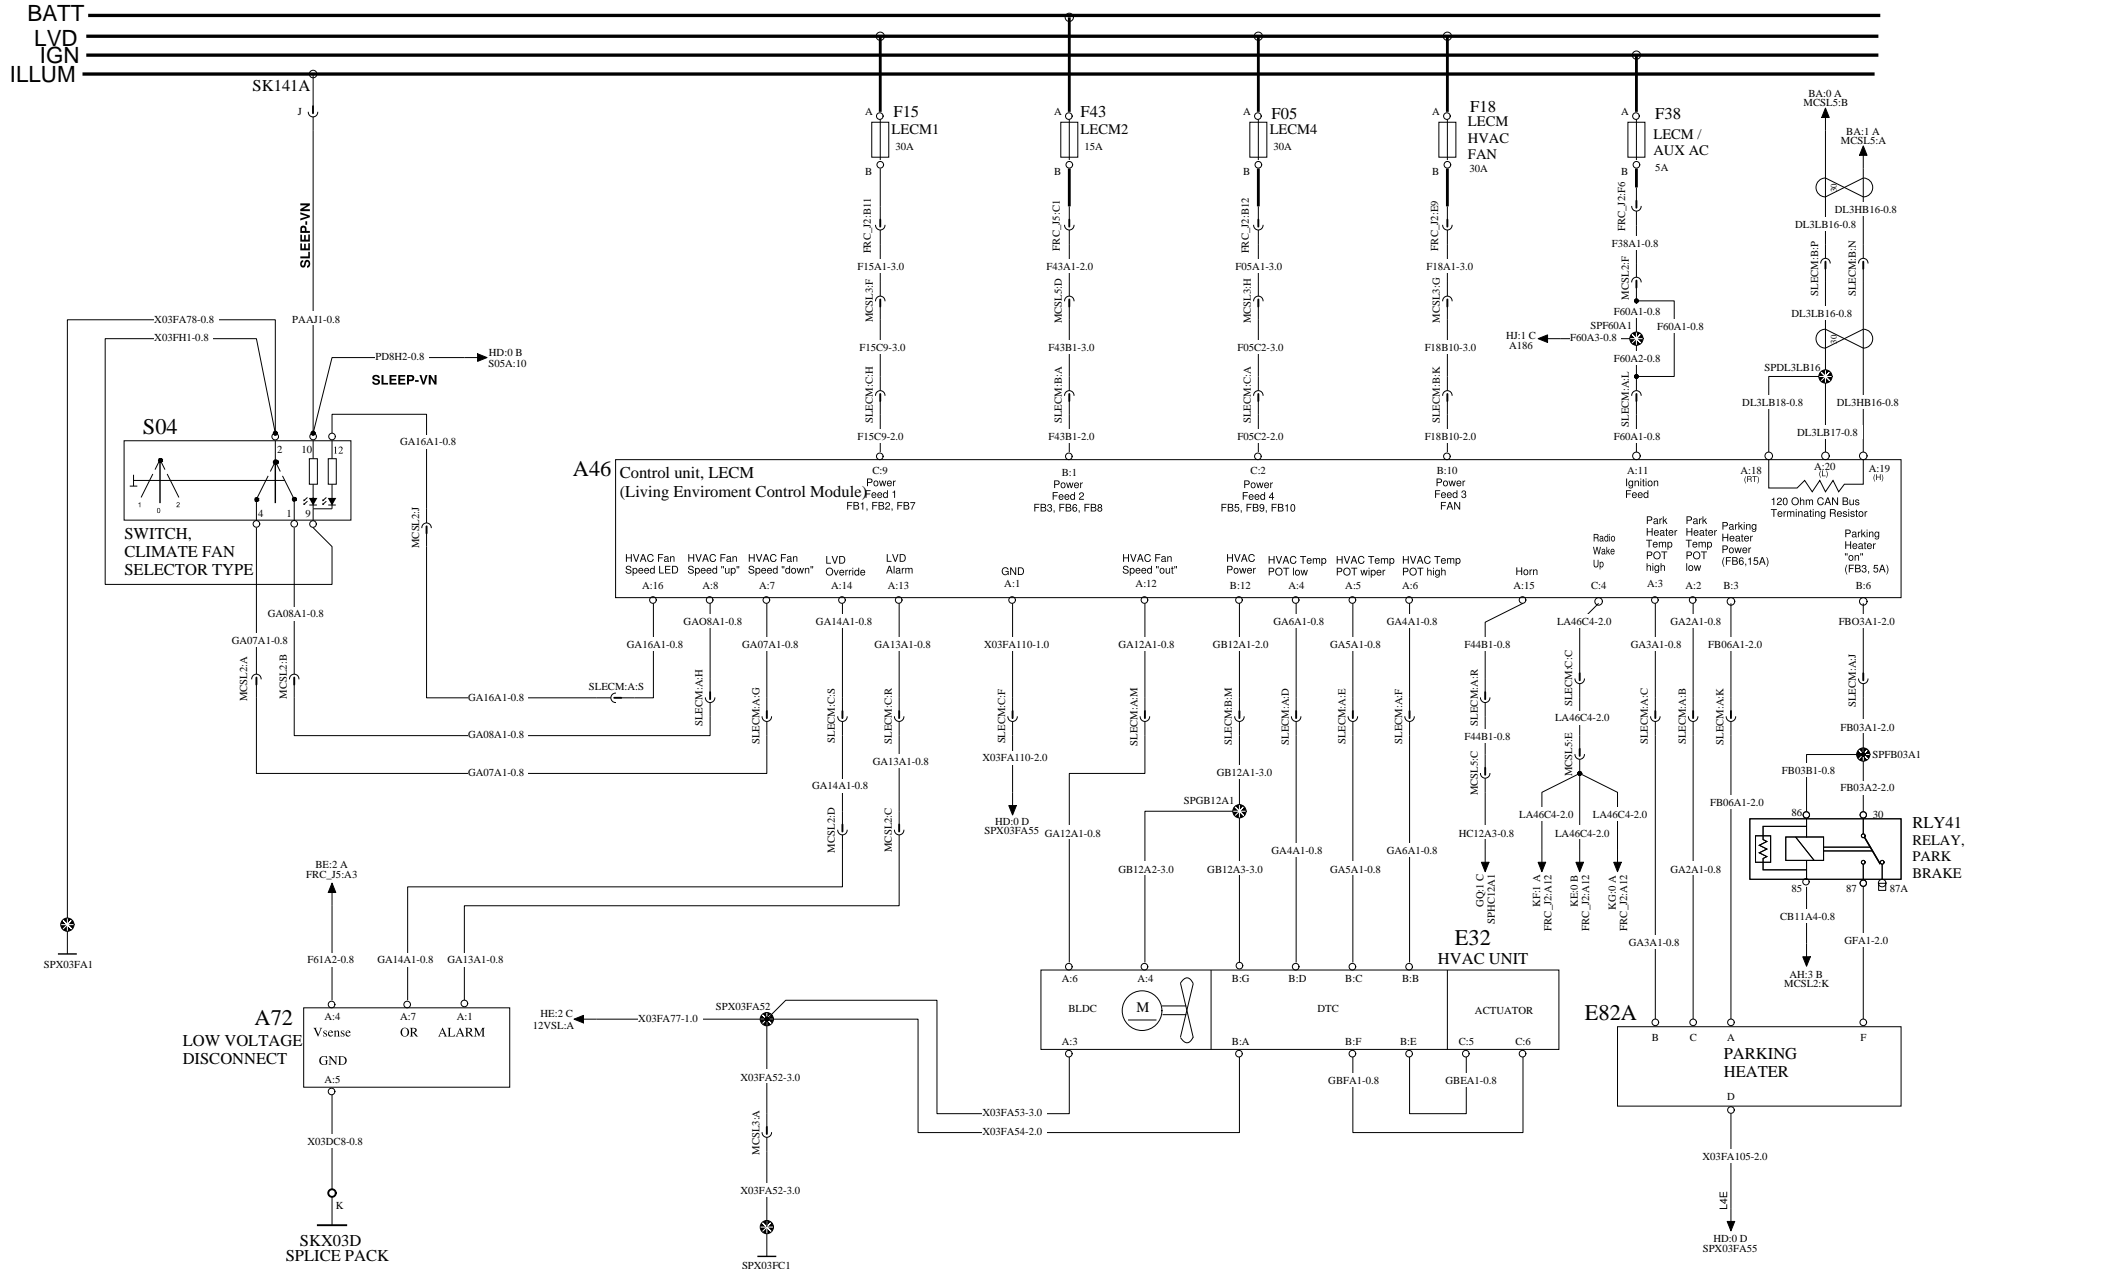 BATT
LVD
IGN
ILLUM
SK141A
J
SLEEP-VN
PAAJ1-0.8
X03FA78-0.8
X03FH1-0.8
PD8H2-0.8
HD:0 B
S05A:10
SLEEP-VN
S04
2
10
12
1
0
2
4
1
9
SWITCH,
CLIMATE FAN
SELECTOR TYPE
GA16A1-0.8
MCSL2:J
GA08A1-0.8
GA07A1-0.8
MCSL2:A
MCSL2:B
GA16A1-0.8
SLECM:A:S
GA08A1-0.8
GA07A1-0.8
SPX03FA1
A
F15
LECM1
30A
B
FRC_J2:B11
F15A1-3.0
MCSL3:F
F15C9-3.0
SLECM:C:H
F15C9-2.0
A
F43
LECM2
15A
B
FRC_J5:C1
F43A1-2.0
MCSL5:D
F43B1-3.0
SLECM:B:A
F43B1-2.0
A
F05
LECM4
30A
B
FRC_J2:B12
F05A1-3.0
MCSL3:H
F05C2-3.0
SLECM:C:A
F05C2-2.0
A
F18
LECM
HVAC
FAN
30A
B
FRC_J2:E9
F18A1-3.0
MCSL3:G
F18B10-3.0
SLECM:B:K
F18B10-2.0
A
F38
LECM /
AUX AC
5A
B
FRC_J2:F6
F38A1-0.8
MCSL2:F
F60A1-0.8
SPF60A1
F60A1-0.8
HJ:1 C
A186
F60A3-0.8
F60A2-0.8
SLECM:A:L
F60A1-0.8
BA:0 A
MCSL5:B
BA:1 A
MCSL5:A
30
DL3HB16-0.8
DL3LB16-0.8
SLECM:B:P
SLECM:B:N
DL3LB16-0.8
30
SPDL3LB16
DL3LB18-0.8
DL3HB16-0.8
DL3LB17-0.8
A46
Control unit, LECM
(Living Enviroment Control Module)
C:9
Power
Feed 1
FB1, FB2, FB7
B:1
Power
Feed 2
FB3, FB6, FB8
C:2
Power
Feed 4
FB5, FB9, FB10
B:10
Power
Feed 3
FAN
A:11
Ignition
Feed
A:18
(RT)
A:20
(L)
A:19
(H)
120 Ohm CAN Bus
Terminating Resistor
HVAC Fan
Speed LED
A:16
HVAC Fan
Speed "up"
A:8
HVAC Fan
Speed "down"
A:7
LVD
Override
A:14
LVD
Alarm
A:13
GND
A:1
HVAC Fan
Speed "out"
A:12
HVAC
Power
B:12
HVAC Temp
POT low
A:4
HVAC Temp
POT wiper
A:5
HVAC Temp
POT high
A:6
Horn
A:15
Radio
Wake
Up
C:4
Park
Heater
Temp
POT
high
A:3
Park
Heater
Temp
POT
low
A:2
Parking
Heater
Power
(FB6,15A)
B:3
Parking
Heater
"on"
(FB3, 5A)
B:6
GA16A1-0.8
GAO8A1-0.8
SLECM:A:H
GA07A1-0.8
SLECM:A:G
GA14A1-0.8
SLECM:C:S
GA14A1-0.8
MCSL2:D
GA13A1-0.8
SLECM:C:R
GA13A1-0.8
MCSL2:C
X03FA110-1.0
SLECM:C:F
X03FA110-2.0
HD:0 D
SPX03FA55
GA12A1-0.8
SLECM:A:M
GA12A1-0.8
GB12A1-2.0
SLECM:B:M
GB12A1-3.0
SPGB12A1
GB12A2-3.0
GB12A3-0.8
GA6A1-0.8
SLECM:A:D
GA4A1-0.8
GA5A1-0.8
SLECM:A:E
GA5A1-0.8
GA4A1-0.8
SLECM:A:F
GA6A1-0.8
F44B1-0.8
SLECM:A:R
F44B1-0.8
MCSL5:C
HC12A3-0.8
GQ:1 C
SPHC12A1
LA46C4-2.0
SLECM:C:C
LA46C4-2.0
MCSL5:E
LA46C4-2.0
LA46C4-2.0
LA46C4-2.0
KF:1 A
FRC_J2:A12
KE:0 B
FRC_J2:A12
KG:0 A
FRC_J2:A12
GA3A1-0.8
SLECM:A:C
GA3A1-0.8
GA2A1-0.8
SLECM:A:B
GA2A1-0.8
FB06A1-2.0
SLECM:A:K
FB06A1-2.0
FBO3A1-2.0
SLECM:A:J
FB03A1-2.0
SPFB03A1
FB03B1-0.8
FB03A2-2.0
86
30
RLY41
RELAY,
PARK
BRAKE
85
87
87A
CB11A4-0.8
GFA1-2.0
AH:3 B
MCSL2:K
BE:2 A
FRC_J5:A3
F61A2-0.8
GA14A1-0.8
GA13A1-0.8
A72
LOW VOLTAGE
DISCONNECT
A:4
Vsense
A:7
OR
A:1
ALARM
GND
A:5
X03DC8-0.8
K
SKX03D
SPLICE PACK
HE:2 C
12VSL:A
X03FA77-1.0
SPX03FA52
X03FA52-3.0
MCSL3:A
X03FA52-3.0
SPX03FC1
X03FA53-3.0
X03FA54-2.0
E32
HVAC UNIT
A:6
A:4
B:G
B:D
B:C
B:B
BLDC
M
DTC
ACTUATOR
A:3
B:A
B:F
B:E
C:5
C:6
GBFA1-0.8
GBEA1-0.8
E82A
B
C
A
F
PARKING
HEATER
D
X03FA105-2.0
L4E
HD:0 D
SPX03FA55